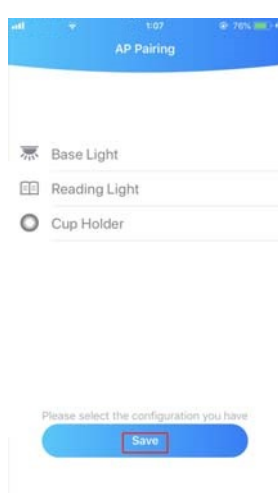 1:07
76%
AP Pairing
Base Light
Reading Light
Cup Holder
Please select the configuration you have
Save